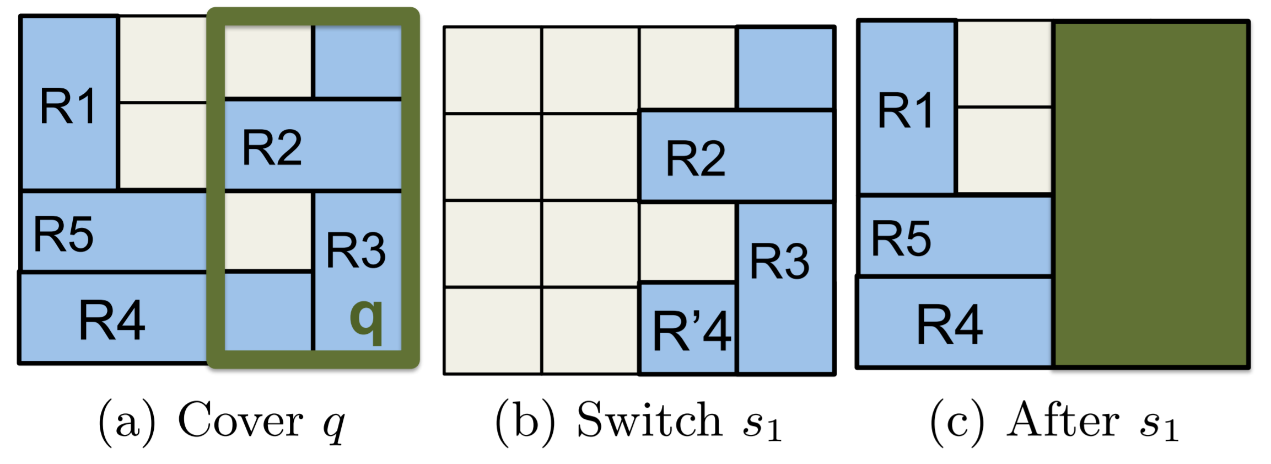 R1
R2
R5
R3
R4
q
R2
R3
R'4
R1
R5
R4
(a) Cover q
(b) Switch s₁
(c) After s₁